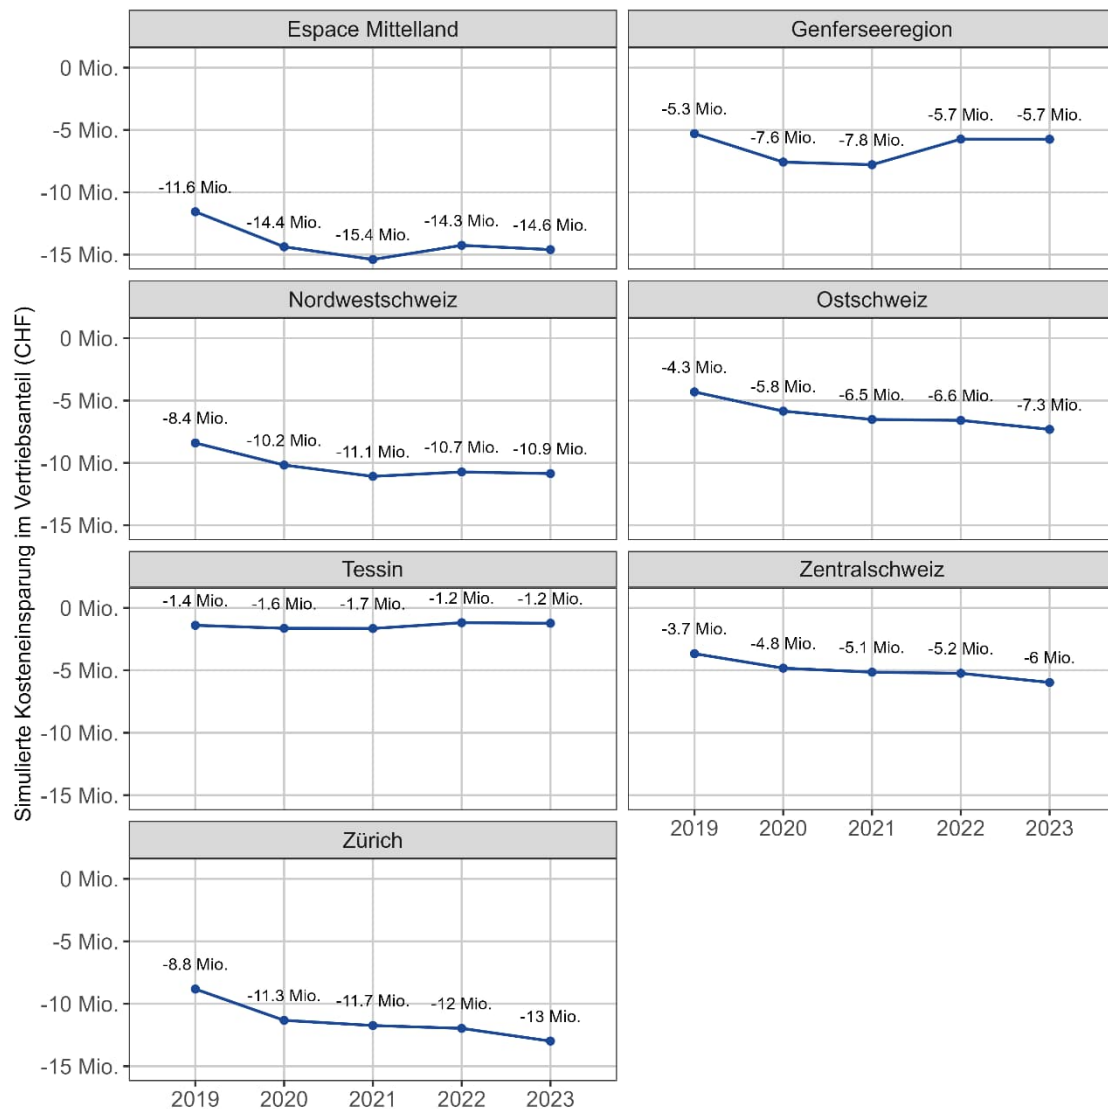 Simulierte Kosteneinsparung im Vertriebsanteil (CHF)
Espace Mittelland
0 Mio.
-5 Mio.
-10 Mio.
-15 Mio.
-11.6 Mio.
-14.4 Mio.
-15.4 Mio.
-14.3 Mio.
-14.6 Mio.
Genferseeregion
-5.3 Mio.
-7.6 Mio.
-7.8 Mio.
-5.7 Mio.
-5.7 Mio.
Nordwestschweiz
0 Mio.
-5 Mio.
-10 Mio.
-15 Mio.
-8.4 Mio.
-10.2 Mio.
-11.1 Mio.
-10.7 Mio.
-10.9 Mio.
Ostschweiz
-4.3 Mio.
-5.8 Mio.
-6.5 Mio.
-6.6 Mio.
-7.3 Mio.
Tessin
0 Mio.
-5 Mio.
-10 Mio.
-15 Mio.
-1.4 Mio.
-1.6 Mio.
-1.7 Mio.
-1.2 Mio.
-1.2 Mio.
Zentralschweiz
-3.7 Mio.
-4.8 Mio.
-5.1 Mio.
-5.2 Mio.
-6 Mio.
2019 2020 2021 2022 2023
Zürich
0 Mio.
-5 Mio.
-10 Mio.
-15 Mio.
-8.8 Mio.
-11.3 Mio.
-11.7 Mio.
-12 Mio.
-13 Mio.
2019 2020 2021 2022 2023